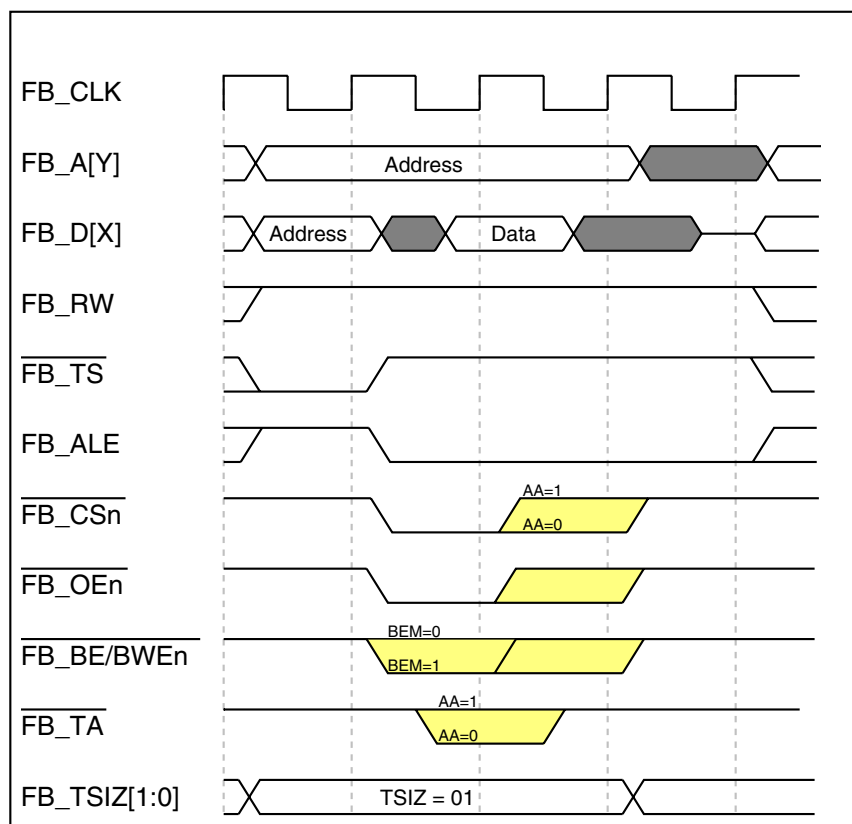 FB_CLK
FB_A[Y]
Address
FB_D[X]
Address
Data
FB_RW
FB_TS
FB_ALE
FB_CSn
AA=1
AA=0
FB_OEn
FB_BE/BWEn
BEM=0
BEM=1
FB_TA
AA=1
AA=0
FB_TSIZ[1:0]
TSIZ = 01